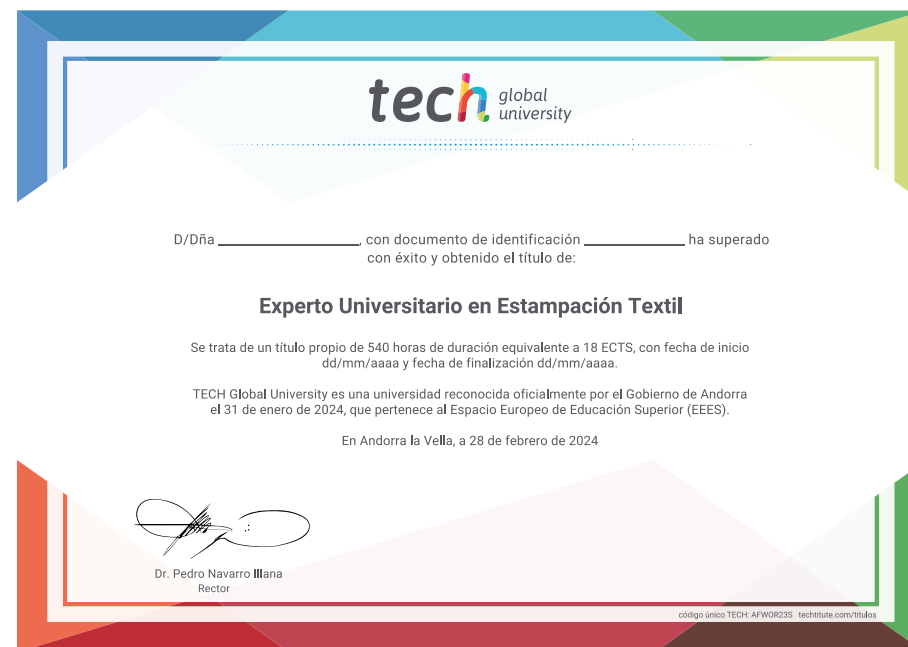 tech global
university
D/Dña ______________, con documento de identificación __________ ha superado
con éxito y obtenido el título de:
Experto Universitario en Estampación Textil
Se trata de un título propio de 540 horas de duración equivalente a 18 ECTS, con fecha de inicio
dd/mm/aaaa y fecha de finalización dd/mm/aaaa.
TECH Global University es una universidad reconocida oficialmente por el Gobierno de Andorra
el 31 de enero de 2024, que pertenece al Espacio Europeo de Educación Superior (EEES).
En Andorra la Vella, a 28 de febrero de 2024
Dr. Pedro Navarro Illana
Rector
código único TECH: AFWOR23S techtitute.com/titulos